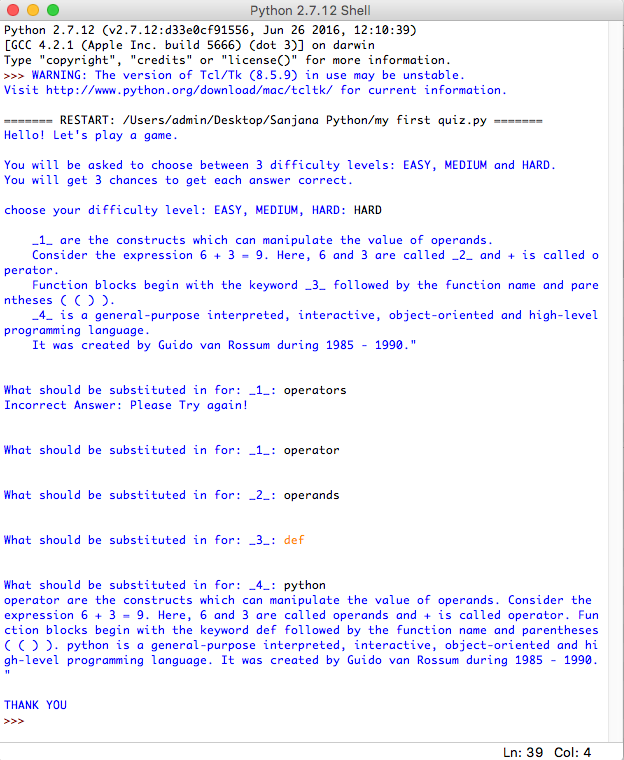 Python 2.7.12 Shell
Python 2.7.12 (v2.7.12:d33e0cf91556, Jun 26 2016, 12:10:39)
[GCC 4.2.1 (Apple Inc. build 5666) (dot 3)] on darwin
Type "copyright", "credits" or "license()" for more information.
>>> WARNING: The version of Tcl/Tk (8.5.9) in use may be unstable.
Visit http://www.python.org/download/mac/tcltk/ for current information.
======= RESTART: /Users/admin/Desktop/Sanjana Python/my first quiz.py =======
Hello! Let's play a game.
You will be asked to choose between 3 difficulty levels: EASY, MEDIUM and HARD.
You will get 3 chances to get each answer correct.
choose your difficulty level: EASY, MEDIUM, HARD: HARD
_1_ are the constructs which can manipulate the value of operands.
Consider the expression 6 + 3 = 9. Here, 6 and 3 are called _2_ and + is called o
perator.
Function blocks begin with the keyword _3_ followed by the function name and pare
ntheses ( ( ) ).
_4_ is a general-purpose interpreted, interactive, object-oriented and high-level
programming language.
It was created by Guido van Rossum during 1985 - 1990."
What should be substituted in for: _1_: operators
Incorrect Answer: Please Try again!
What should be substituted in for: _1_: operator
What should be substituted in for: _2_: operands
What should be substituted in for: _3_: def
What should be substituted in for: _4_: python
operator are the constructs which can manipulate the value of operands. Consider the
expression 6 + 3 = 9. Here, 6 and 3 are called operands and + is called operator. Fun
ction blocks begin with the keyword def followed by the function name and parentheses
( ( ) ). python is a general-purpose interpreted, interactive, object-oriented and hi
gh-level programming language. It was created by Guido van Rossum during 1985 - 1990.
"
THANK YOU
>>>
Ln: 39 Col: 4